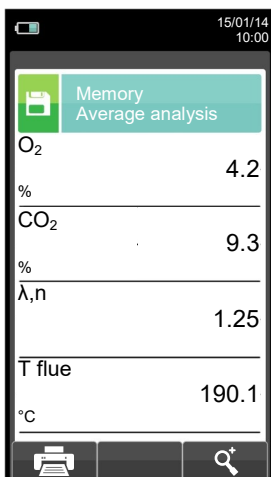 15/01/14
10:00
Memory
Average analysis
O₂
4.2
%
CO₂
9.3
%
λ,n
1.25
T flue
190.1
°C